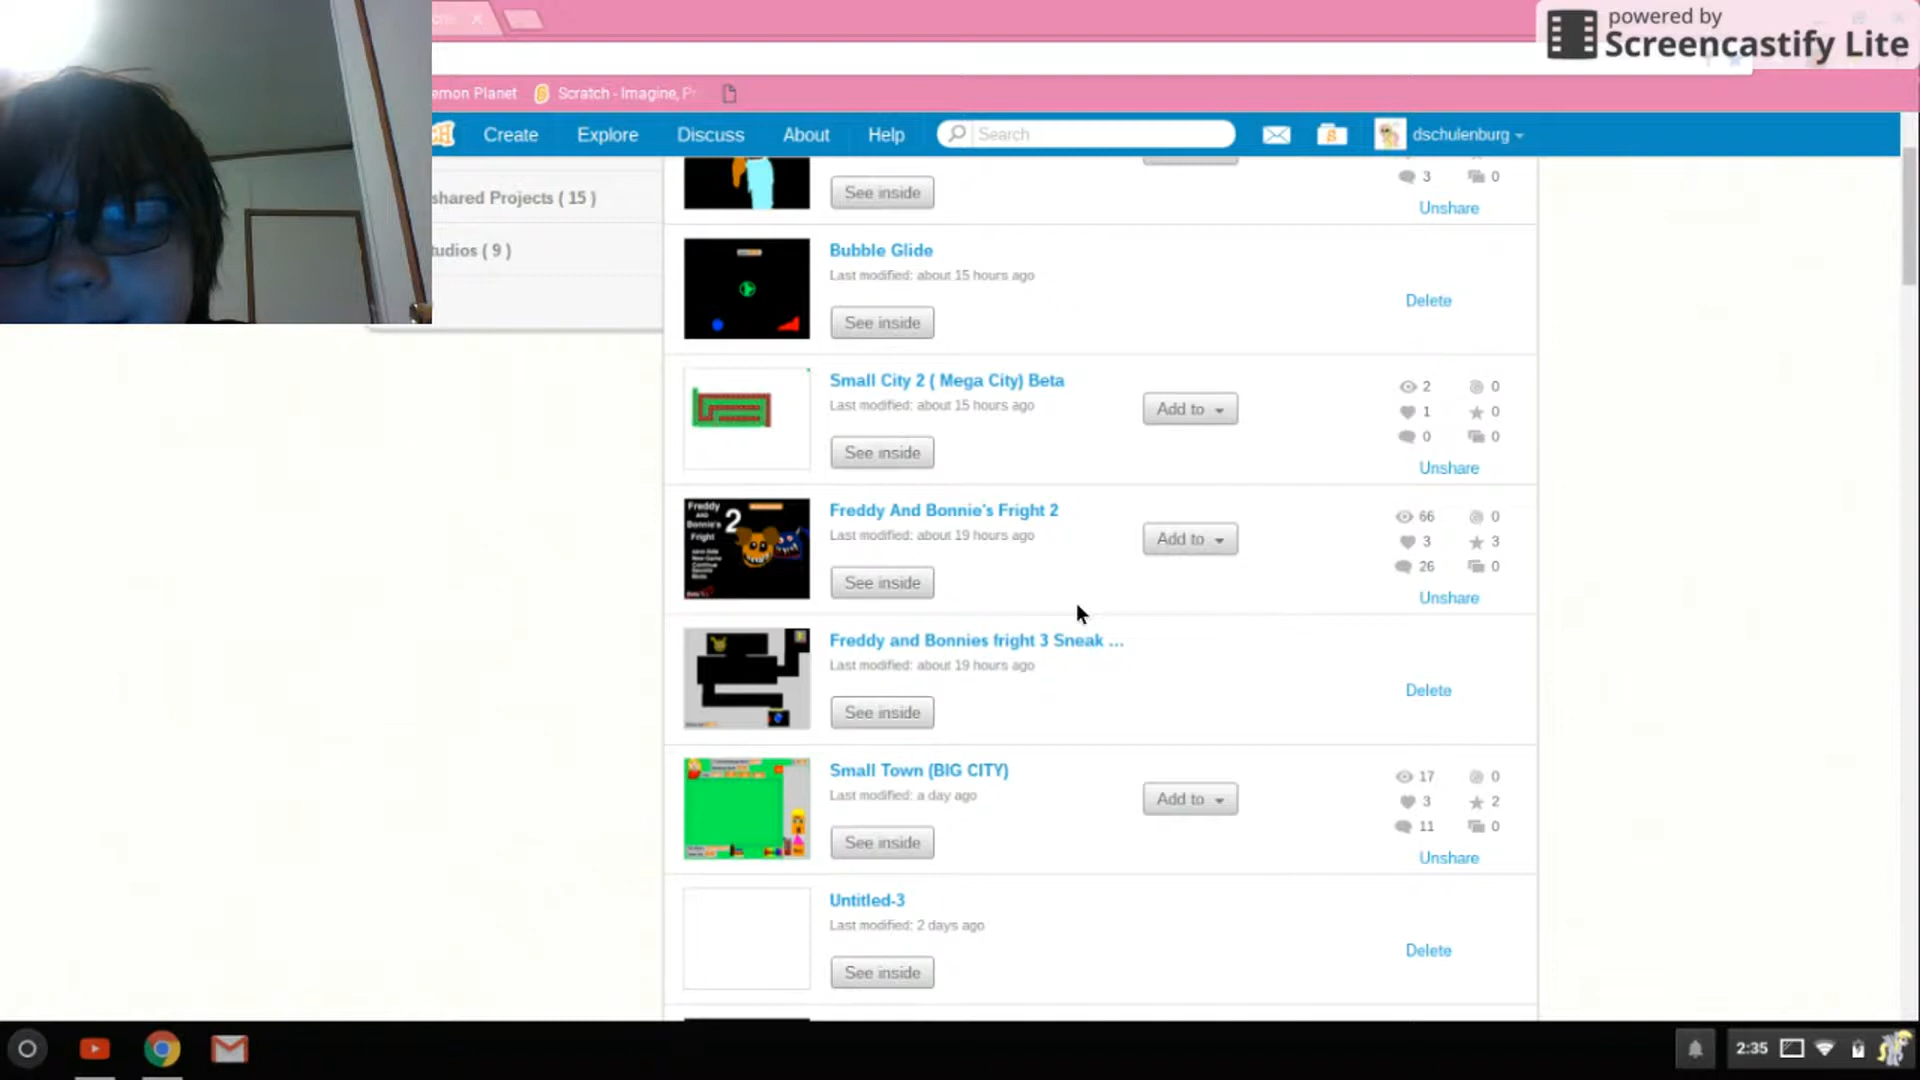 powered by
Screencastify Lite
emon Planet
Scratch - Imagine, Pr
Create
Explore
Discuss
About
Help
Search
dschulenburg
shared Projects ( 15 )
tudios ( 9 )
See inside
3
0
Unshare
Bubble Glide
Last modified: about 15 hours ago
See inside
Delete
Small City 2 ( Mega City) Beta
Last modified: about 15 hours ago
See inside
Add to
2
0
1
0
0
0
Unshare
Freddy
AND
Bonnie's
Fright
2
Freddy And Bonnie's Fright 2
Last modified: about 19 hours ago
See inside
Add to
66
0
3
3
26
0
Unshare
Freddy and Bonnies fright 3 Sneak ...
Last modified: about 19 hours ago
See inside
Delete
Small Town (BIG CITY)
Last modified: a day ago
See inside
Add to
17
0
3
2
11
0
Unshare
Untitled-3
Last modified: 2 days ago
See inside
Delete
2:35